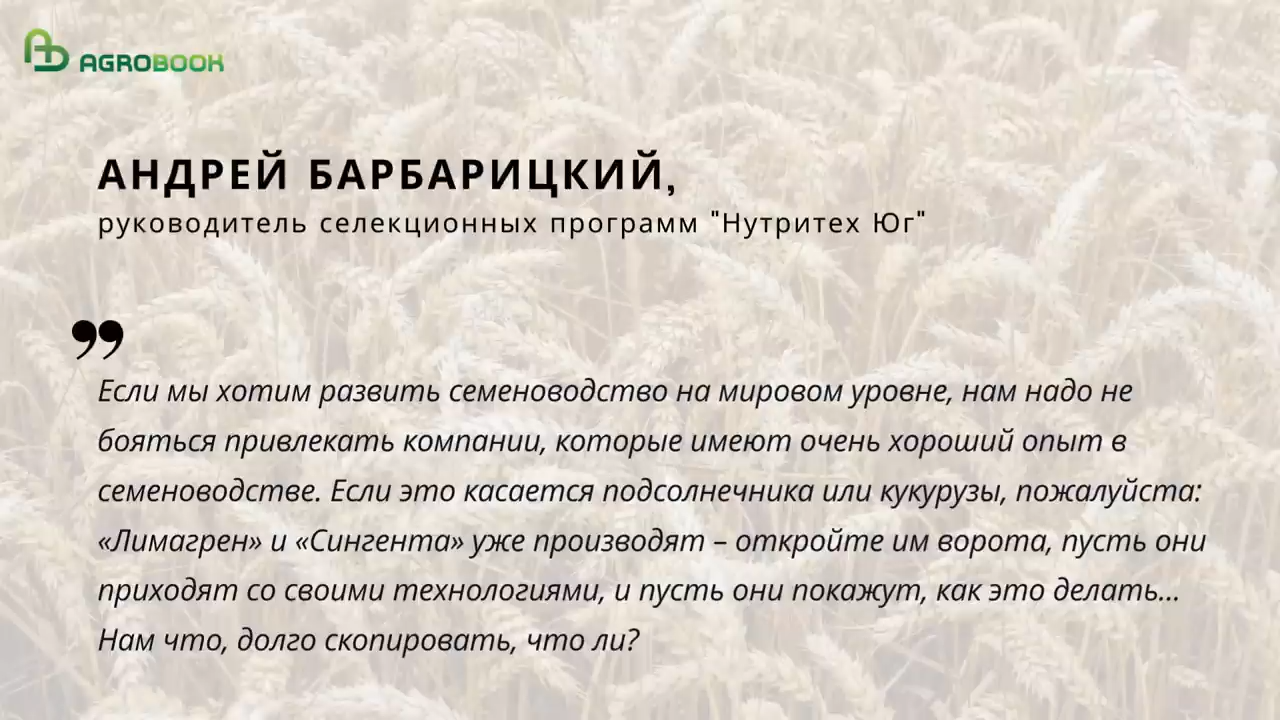 AGROBOOK
АНДРЕЙ БАРБАРИЦКИЙ,
руководитель селекционных программ "Нутритех Юг"
”
Если мы хотим развить семеноводство на мировом уровне, нам надо не
бояться привлекать компании, которые имеют очень хороший опыт в
семеноводстве. Если это касается подсолнечника или кукурузы, пожалуйста:
«Лимагрен» и «Сингента» уже производят – откройте им ворота, пусть они
приходят со своими технологиями, и пусть они покажут, как это делать...
Нам что, долго скопировать, что ли?